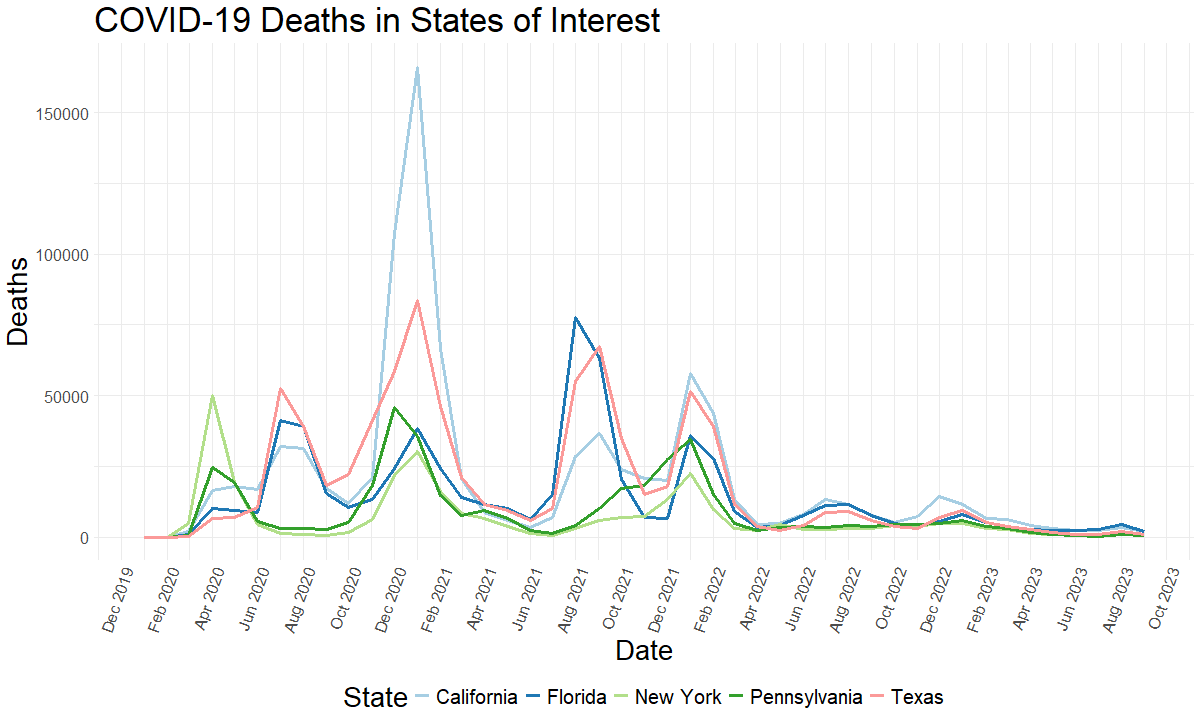 COVID-19 Deaths in States of Interest
150000
100000
50000
0
Deaths
Dec 2019
Feb 2020
Apr 2020
Jun 2020
Aug 2020
Oct 2020
Dec 2020
Feb 2021
Apr 2021
Jun 2021
Aug 2021
Oct 2021
Dec 2021
Feb 2022
Apr 2022
Jun 2022
Aug 2022
Oct 2022
Dec 2022
Feb 2023
Apr 2023
Jun 2023
Aug 2023
Oct 2023
Date
State California Florida New York Pennsylvania Texas